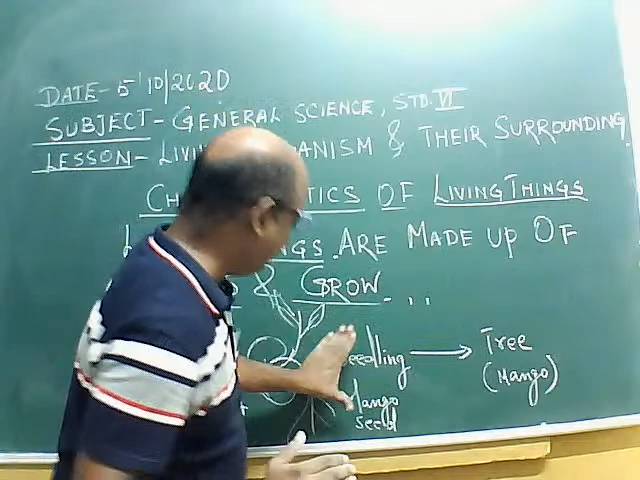 DATE- 5/10/2020
SUBJECT- GENERAL SCIENCE, STD. VI
LESSON- ANISM & THEIR SURROUNDING.
OF LIVING THINGS
ARE MADE UP OF
& GROW...
Seedling → Tree
(Mango)
Mango
seed